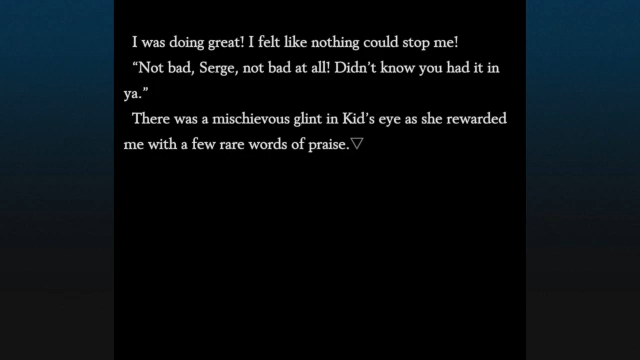 I was doing great! I felt like nothing could stop me!
“Not bad, Serge, not bad at all! Didn’t know you had it in
ya.”
There was a mischievous glint in Kid’s eye as she rewarded
me with a few rare words of praise.▽